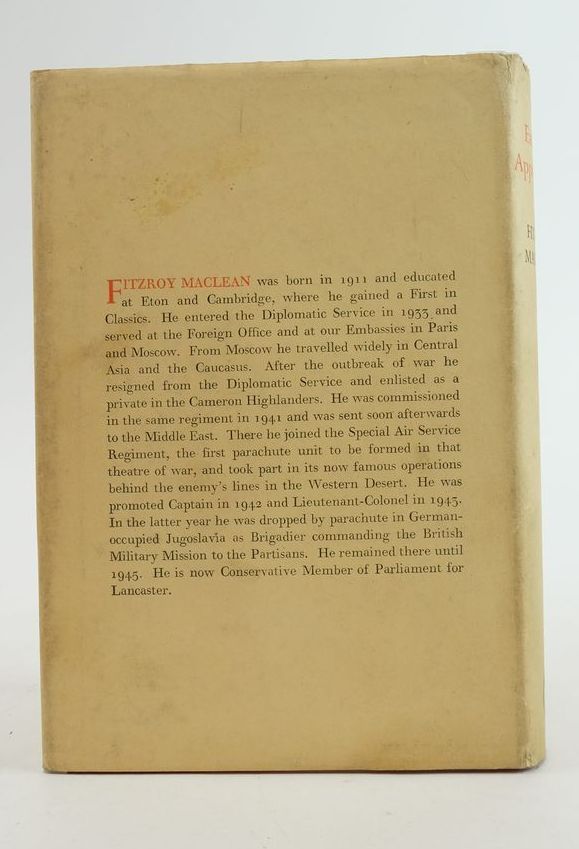 FITZROY MACLEAN was born in 1911 and educated
at Eton and Cambridge, where he gained a First in
Classics. He entered the Diplomatic Service in 1933 and
served at the Foreign Office and at our Embassies in Paris
and Moscow. From Moscow he travelled widely in Central
Asia and the Caucasus. After the outbreak of war he
resigned from the Diplomatic Service and enlisted as a
private in the Cameron Highlanders. He was commissioned
in the same regiment in 1941 and was sent soon afterwards
to the Middle East. There he joined the Special Air Service
Regiment, the first parachute unit to be formed in that
theatre of war, and took part in its now famous operations
behind the enemy's lines in the Western Desert. He was
promoted Captain in 1942 and Lieutenant-Colonel in 1943.
In the latter year he was dropped by parachute in German-
occupied Jugoslavia as Brigadier commanding the British
Military Mission to the Partisans. He remained there until
1945. He is now Conservative Member of Parliament for
Lancaster.